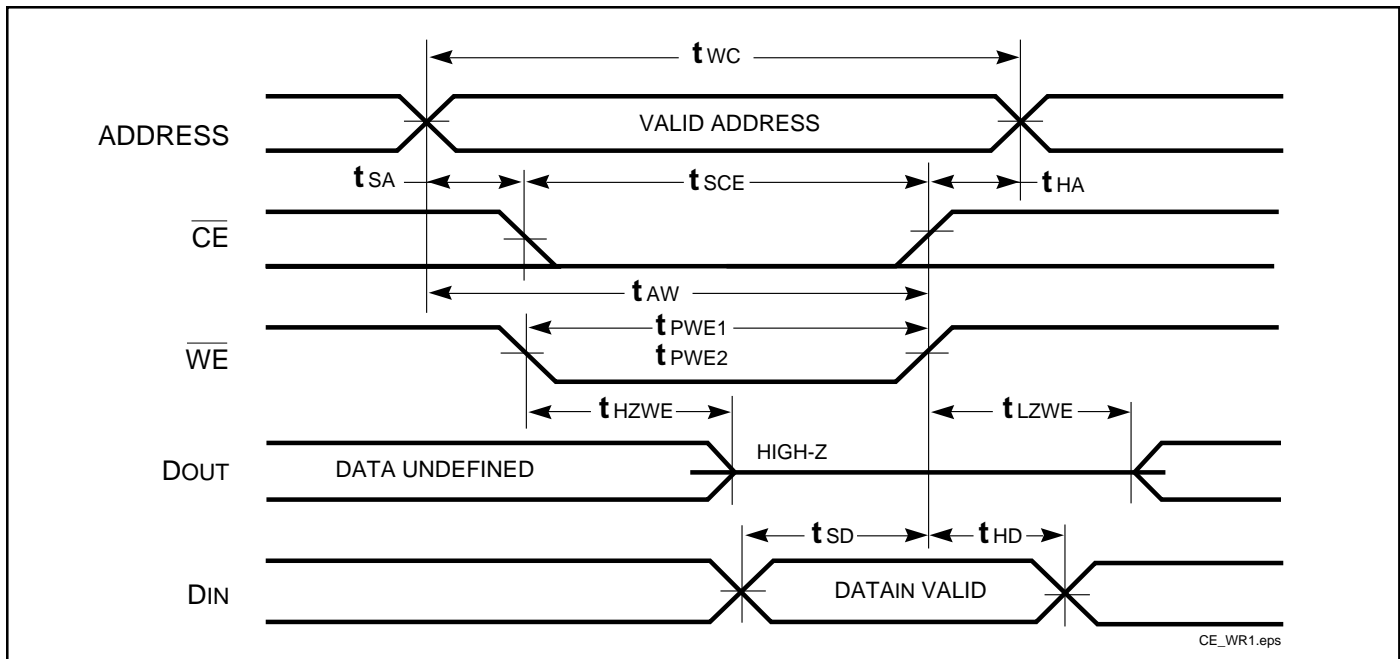 tWC
ADDRESS
VALID ADDRESS
tSA
tSCE
tHA
CE
tAW
WE
tPWE1
tPWE2
tHZWE
tLZWE
DOUT
DATA UNDEFINED
HIGH-Z
tSD
tHD
DIN
DATAIN VALID
CE_WR1.eps